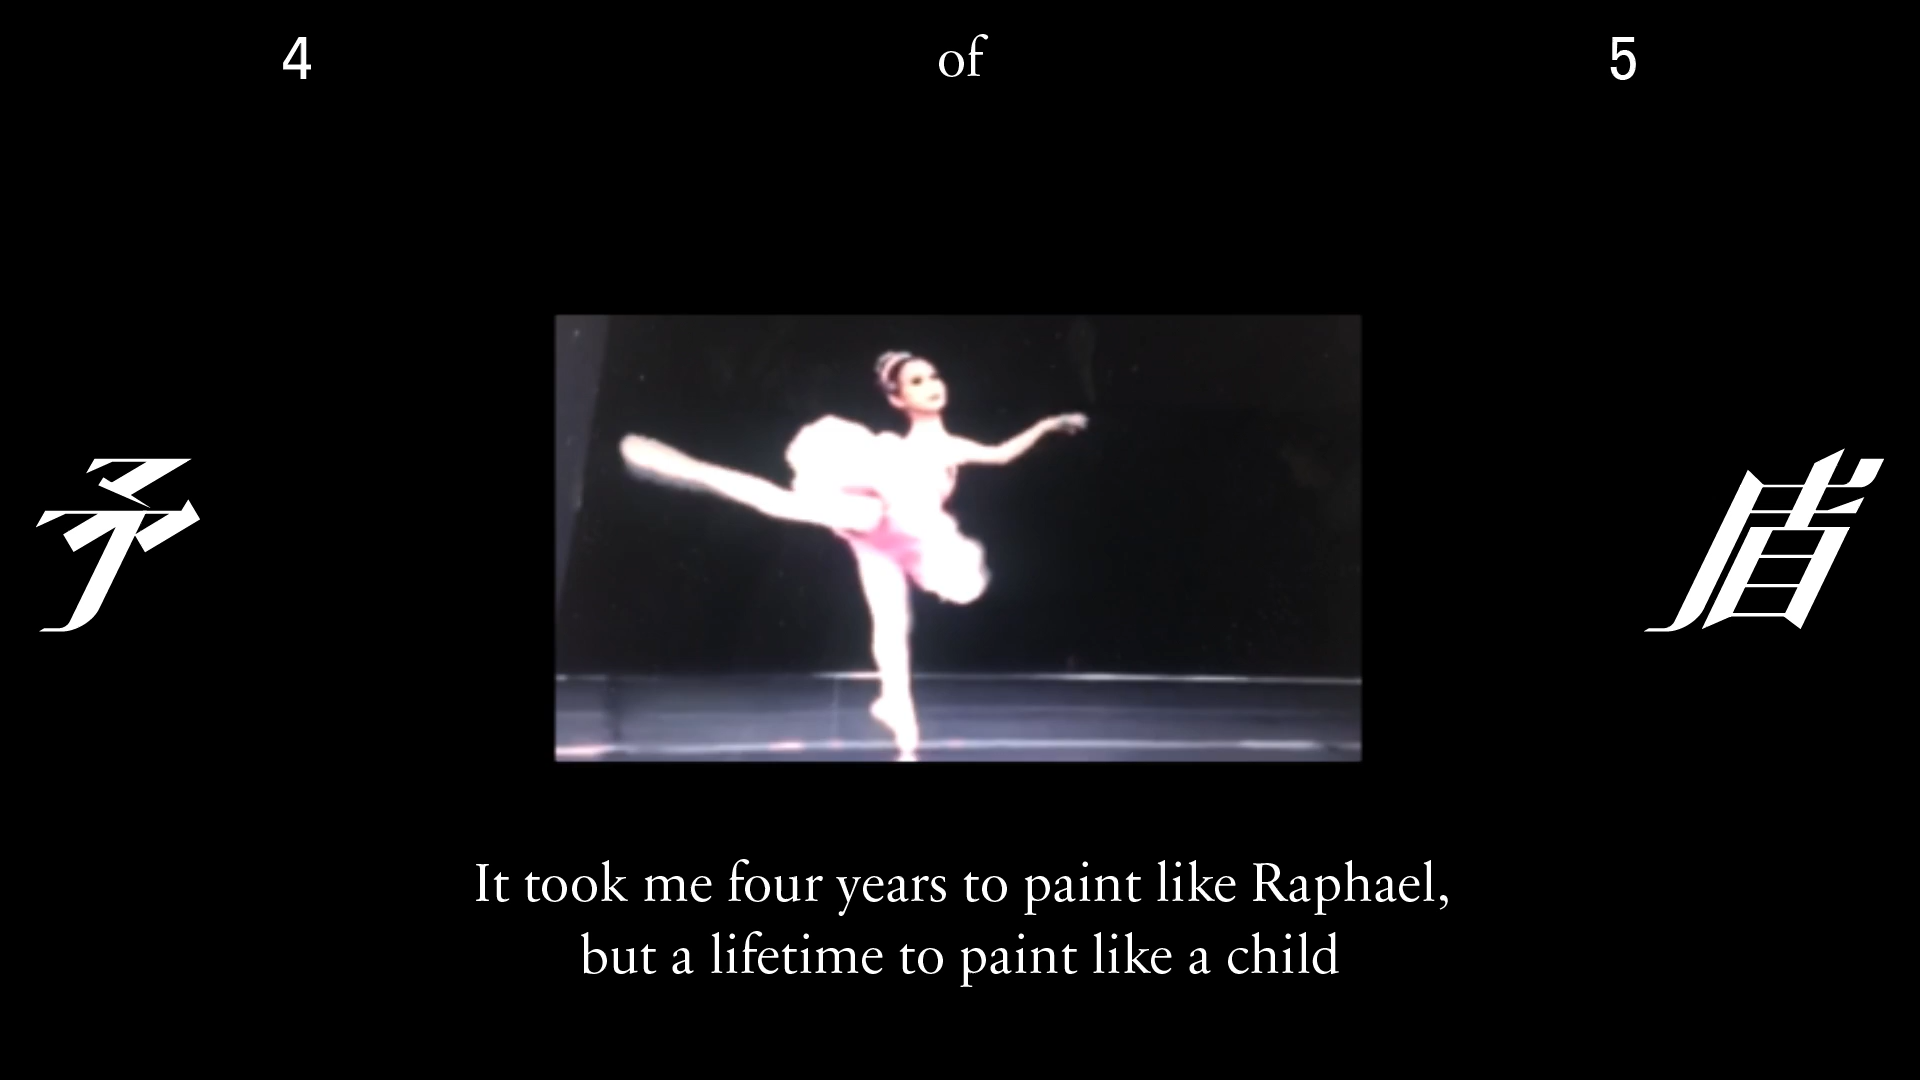 4 of 5
矛 盾
It took me four years to paint like Raphael,
but a lifetime to paint like a child